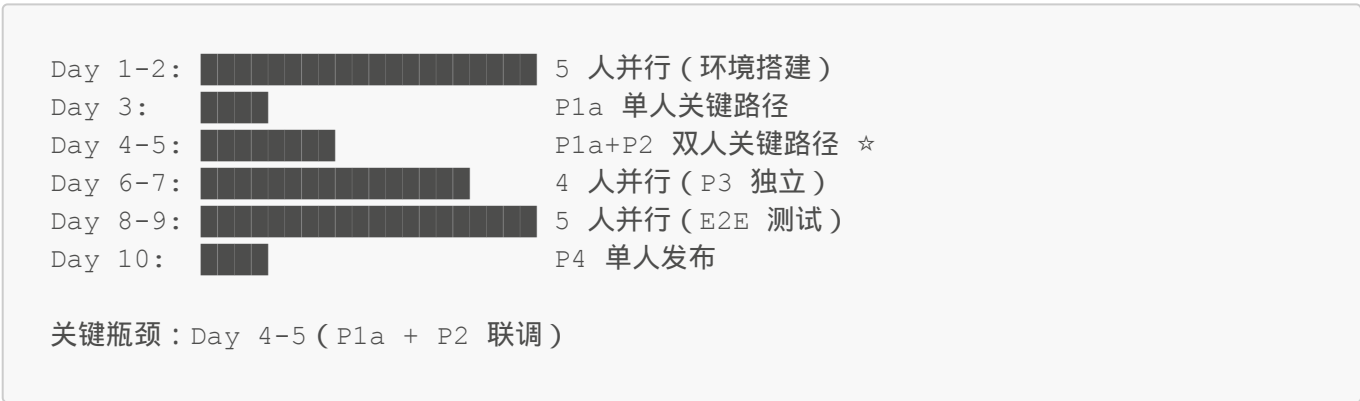 Day 1-2: ████████████████████ 5 人并行（环境搭建）
Day 3: ████ P1a 单人关键路径
Day 4-5: ████████ P1a+P2 双人关键路径 ☆
Day 6-7: ████████████████ 4 人并行（P3 独立）
Day 8-9: ████████████████████ 5 人并行（E2E 测试）
Day 10: ████ P4 单人发布
关键瓶颈：Day 4-5（P1a + P2 联调）